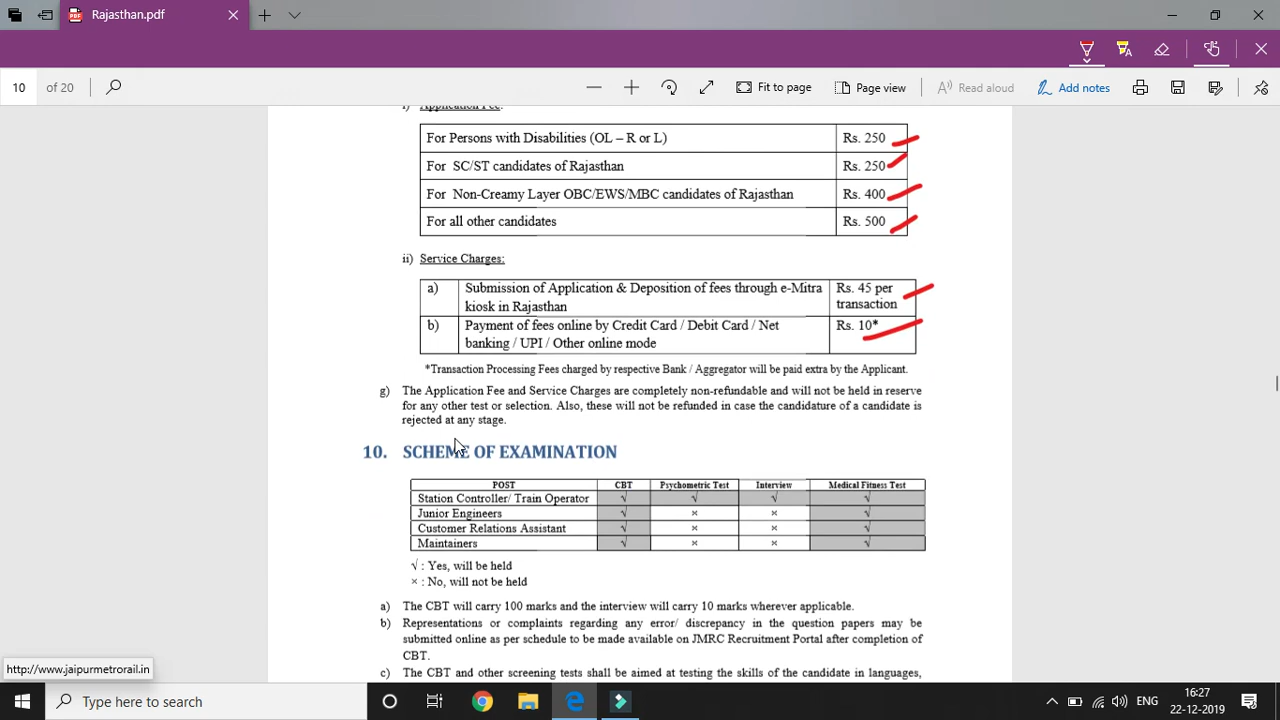 Rajasthan.pdf
10 of 20
Fit to page
Page view
Read aloud
Add notes
i) Application Fee:
For Persons with Disabilities (OL – R or L) Rs. 250
For SC/ST candidates of Rajasthan Rs. 250
For Non-Creamy Layer OBC/EWS/MBC candidates of Rajasthan Rs. 400
For all other candidates Rs. 500
ii) Service Charges:
a) Submission of Application & Deposition of fees through e-Mitra Rs. 45 per
kiosk in Rajasthan transaction
b) Payment of fees online by Credit Card / Debit Card / Net Rs. 10*
banking / UPI / Other online mode
*Transaction Processing Fees charged by respective Bank / Aggregator will be paid extra by the Applicant.
g) The Application Fee and Service Charges are completely non-refundable and will not be held in reserve
for any other test or selection. Also, these will not be refunded in case the candidature of a candidate is
rejected at any stage.
10. SCHEME OF EXAMINATION
POST CBT Psychometric Test Interview Medical Fitness Test
Station Controller/ Train Operator √ √ √ √
Junior Engineers √ × × √
Customer Relations Assistant √ × × √
Maintainers √ × × √
√ : Yes, will be held
× : No, will not be held
a) The CBT will carry 100 marks and the interview will carry 10 marks wherever applicable.
b) Representations or complaints regarding any error/ discrepancy in the question papers may be
submitted online as per schedule to be made available on JMRC Recruitment Portal after completion of
CBT.
c) The CBT and other screening tests shall be aimed at testing the skills of the candidate in languages,
http://www.jaipurmetrorail.in
Type here to search
ENG
16:27
22-12-2019